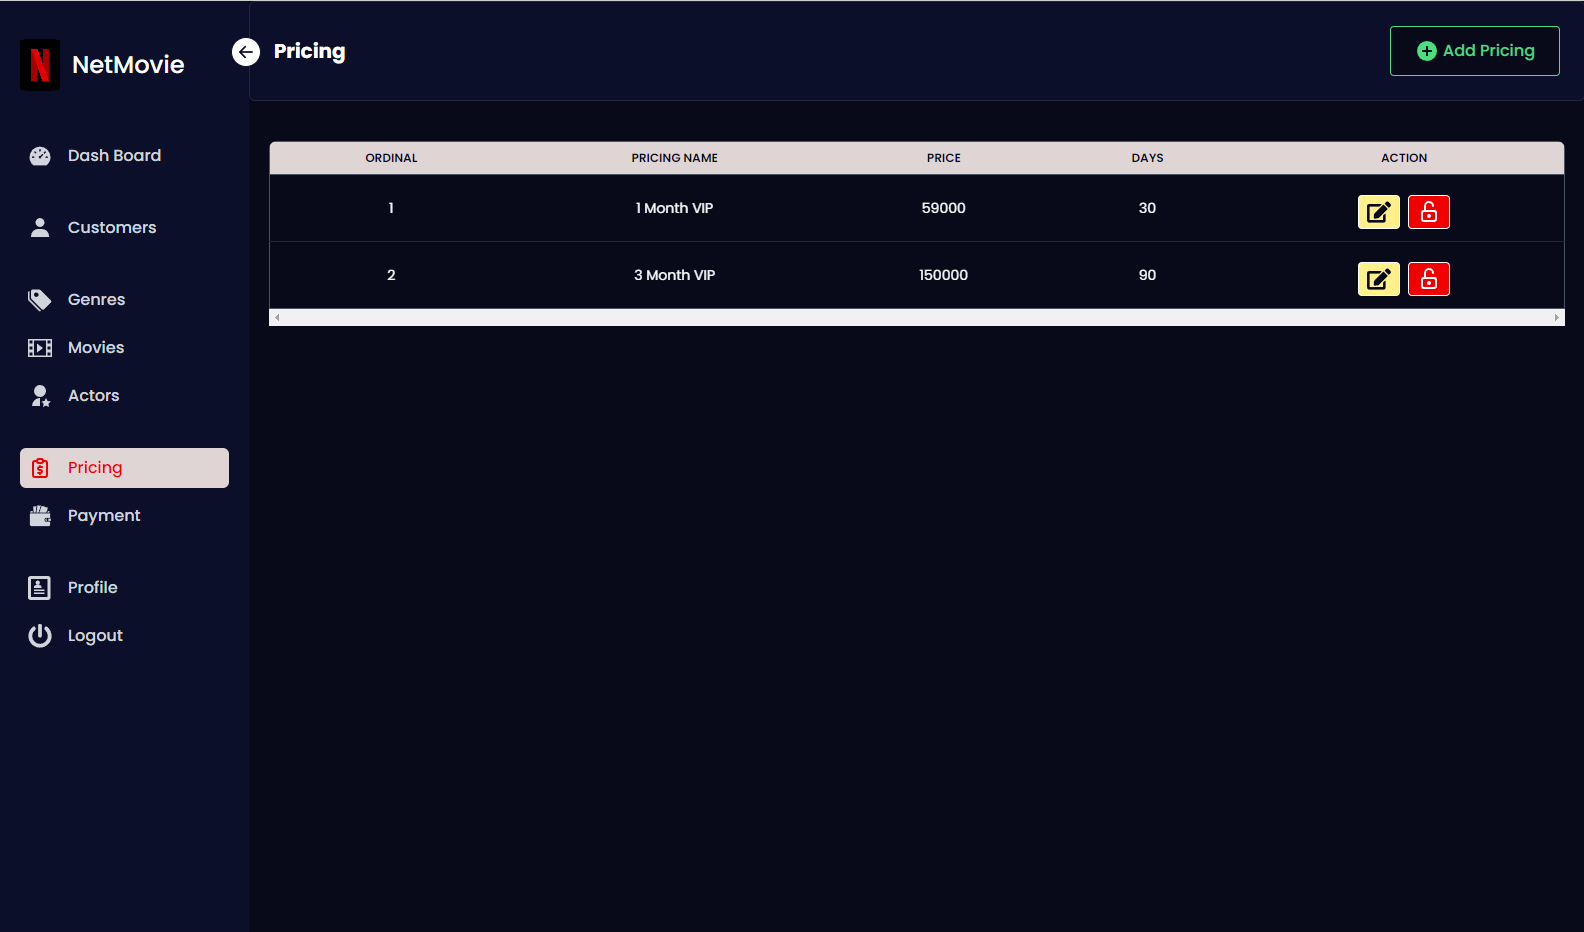 NetMovie
Pricing
Add Pricing
Dash Board
Customers
Genres
Movies
Actors
Pricing
Payment
Profile
Logout
ORDINAL PRICING NAME PRICE DAYS ACTION
1 1 Month VIP 59000 30
2 3 Month VIP 150000 90